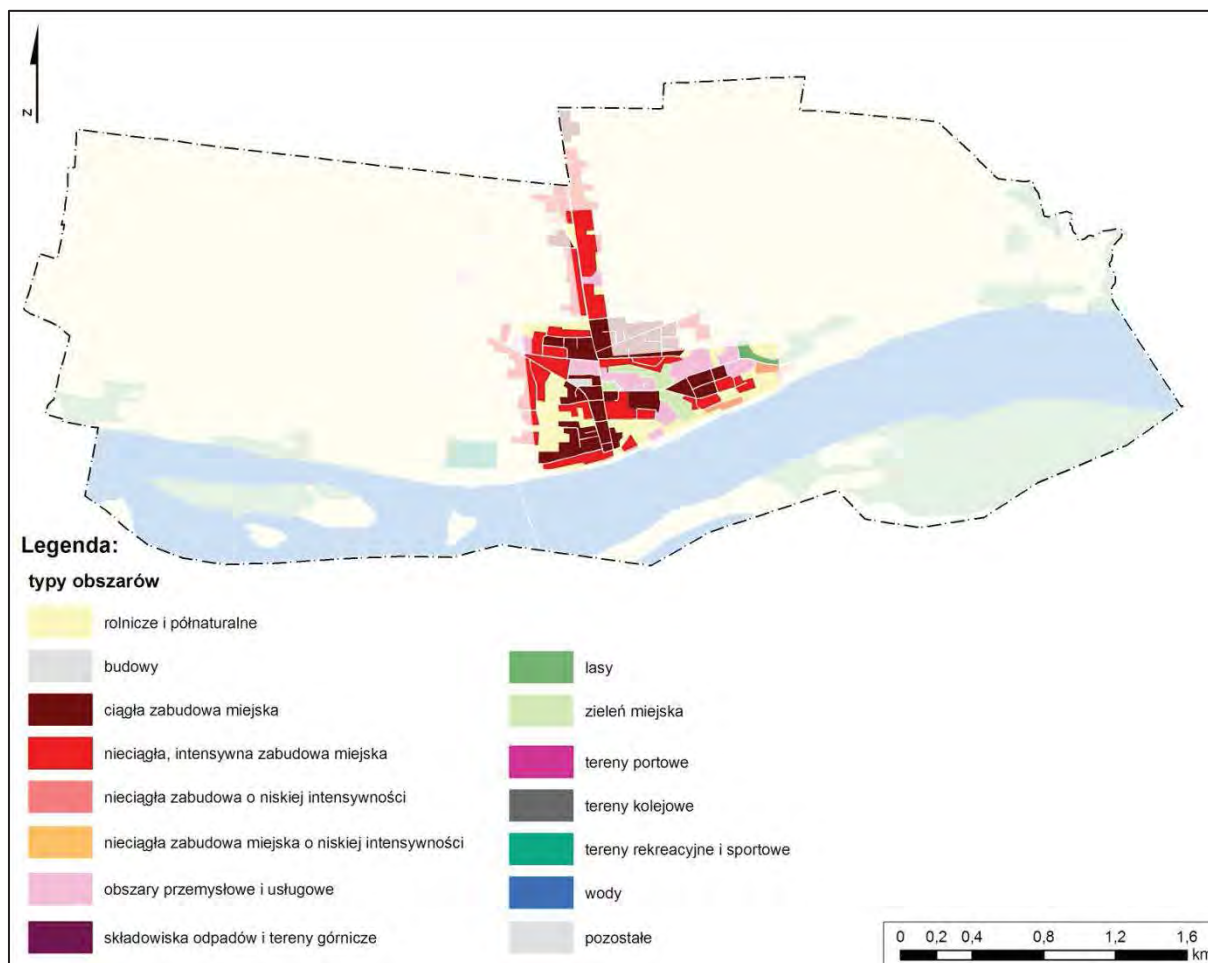 N
Legenda:
typy obszarów
rolnicze i półnaturalne
budowy
ciągła zabudowa miejska
nieciągła, intensywna zabudowa miejska
nieciągła zabudowa o niskiej intensywności
nieciągła zabudowa miejska o niskiej intensywności
obszary przemysłowe i usługowe
składowiska odpadów i tereny górnicze
lasy
zieleń miejska
tereny portowe
tereny kolejowe
tereny rekreacyjne i sportowe
wody
pozostałe
0 0,2 0,4 0,8 1,2 1,6
km